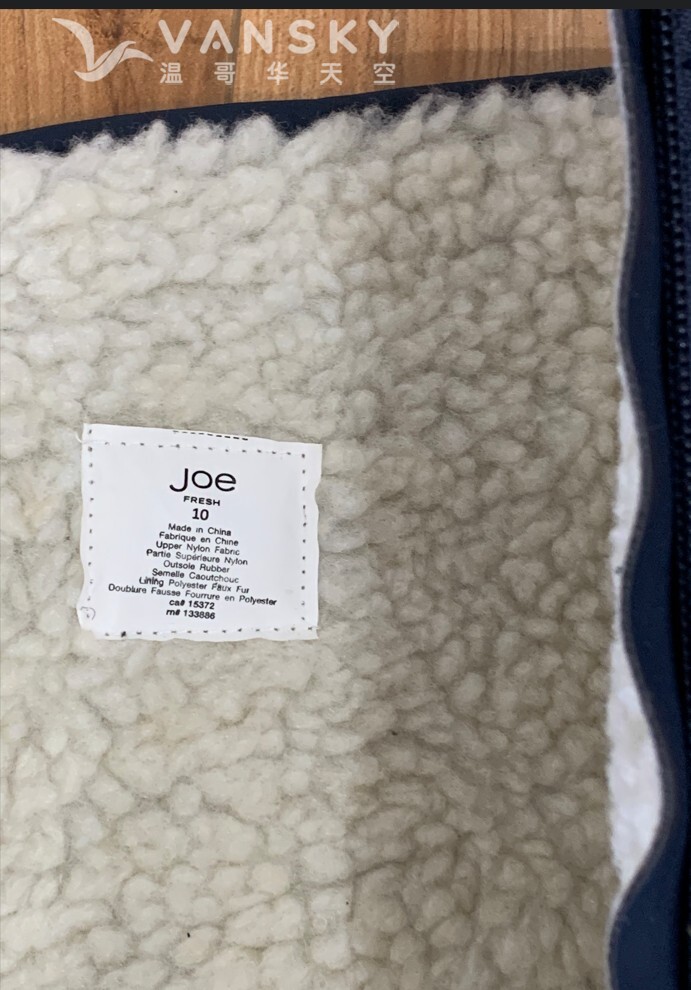 VANSKY
温哥华天空
Joe
FRESH
10
Made in China
Fabrique en Chine
Upper Nylon Fabric
Partie Supérieure Nylon
Outsole Rubber
Semelle Caoutchouc
Lining Polyester Faux Fur
Doublure Fausse Fourrure en Polyester
ca# 15372
rn# 133886